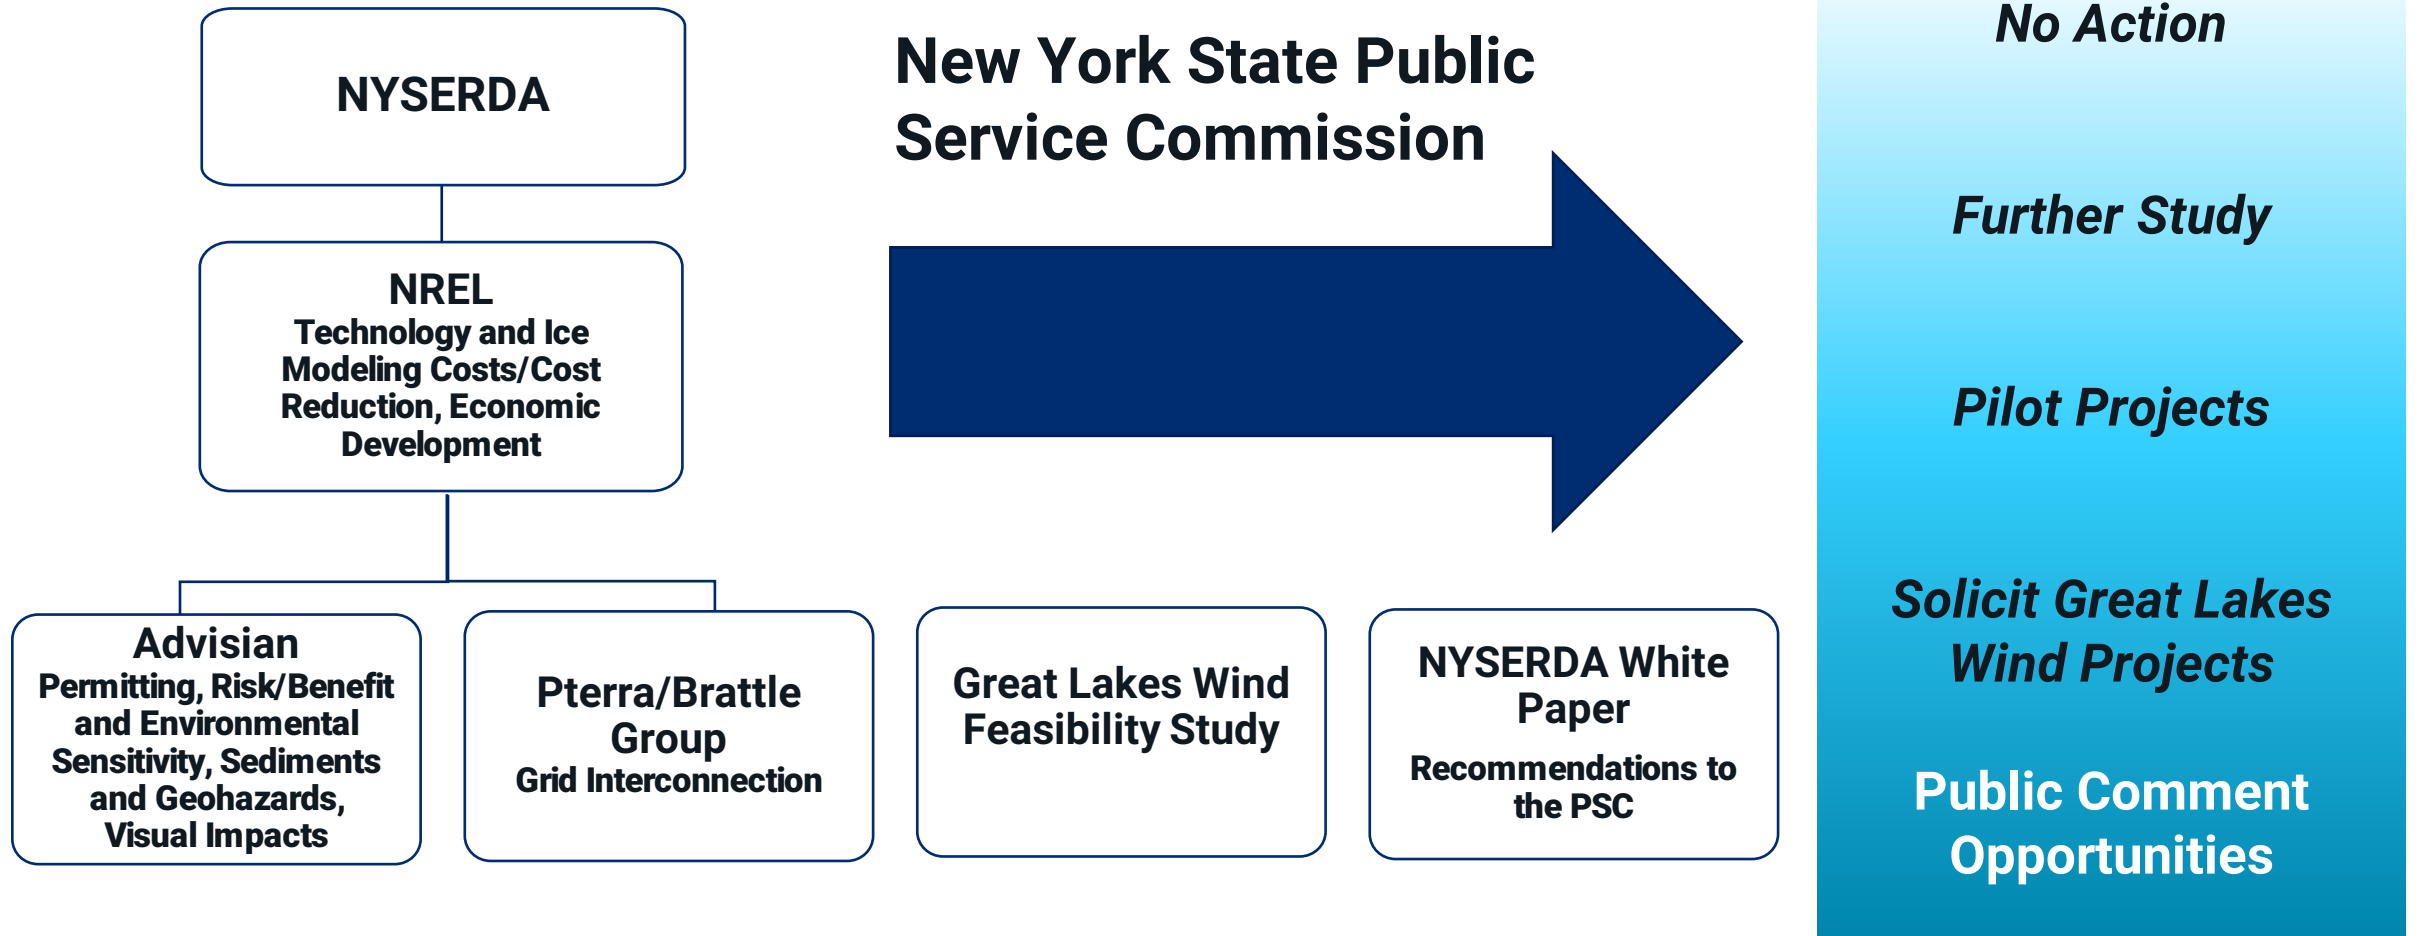 NYSERDA
NREL
Technology and Ice
Modeling Costs/Cost
Reduction, Economic
Development
Advisian
Permitting, Risk/Benefit
and Environmental
Sensitivity, Sediments
and Geohazards,
Visual Impacts
Pterra/Brattle
Group
Grid Interconnection
New York State Public
Service Commission
Great Lakes Wind
Feasibility Study
NYSERDA White
Paper
Recommendations to
the PSC
No Action
Further Study
Pilot Projects
Solicit Great Lakes
Wind Projects
Public Comment
Opportunities